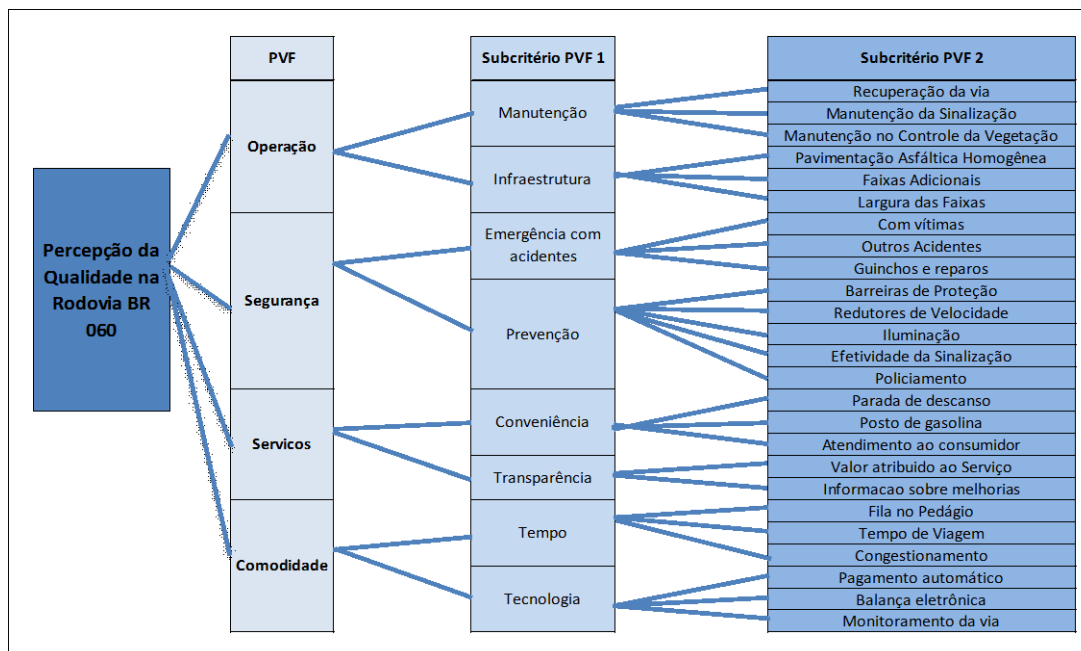 PVF
Subcritério PVF 1
Subcritério PVF 2
Percepção da
Qualidade na
Rodovia BR
060
Operação
Segurança
Servicos
Comodidade
Manutenção
Infraestrutura
Emergência com
acidentes
Prevenção
Conveniência
Transparência
Tempo
Tecnologia
Recuperação da via
Manutenção da Sinalização
Manutenção no Controle da Vegetação
Pavimentação Asfáltica Homogênea
Faixas Adicionais
Largura das Faixas
Com vítimas
Outros Acidentes
Guinchos e reparos
Barreiras de Proteção
Redutores de Velocidade
Iluminação
Efetividade da Sinalização
Policiamento
Parada de descanso
Posto de gasolina
Atendimento ao consumidor
Valor atribuido ao Serviço
Informacao sobre melhorias
Fila no Pedágio
Tempo de Viagem
Congestionamento
Pagamento automático
Balança eletrônica
Monitoramento da via